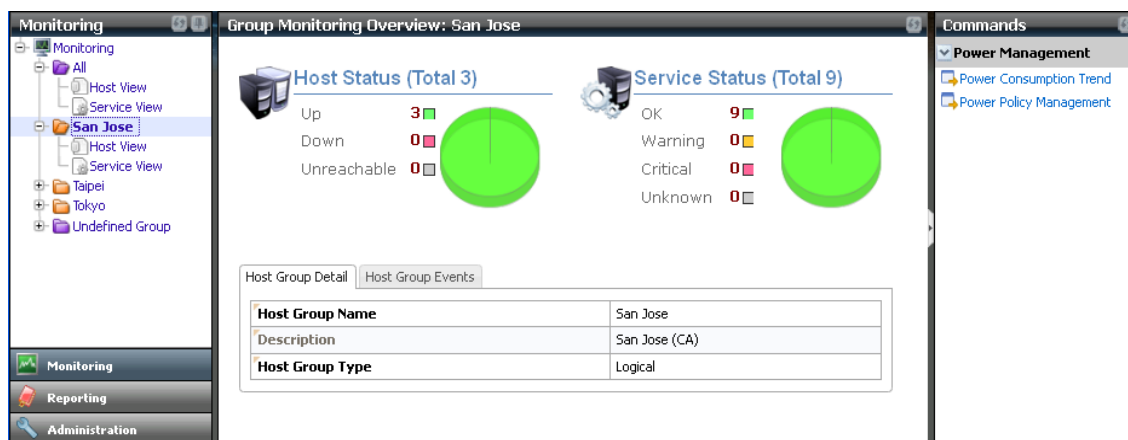 Monitoring
Monitoring
All
Host View
Service View
San Jose
Host View
Service View
Taipei
Tokyo
Undefined Group
Monitoring
Reporting
Administration
Group Monitoring Overview: San Jose
Host Status (Total 3)
Up 3
Down 0
Unreachable 0
Service Status (Total 9)
OK 9
Warning 0
Critical 0
Unknown 0
Host Group Detail Host Group Events
Host Group Name San Jose
Description San Jose (CA)
Host Group Type Logical
Commands
Power Management
Power Consumption Trend
Power Policy Management